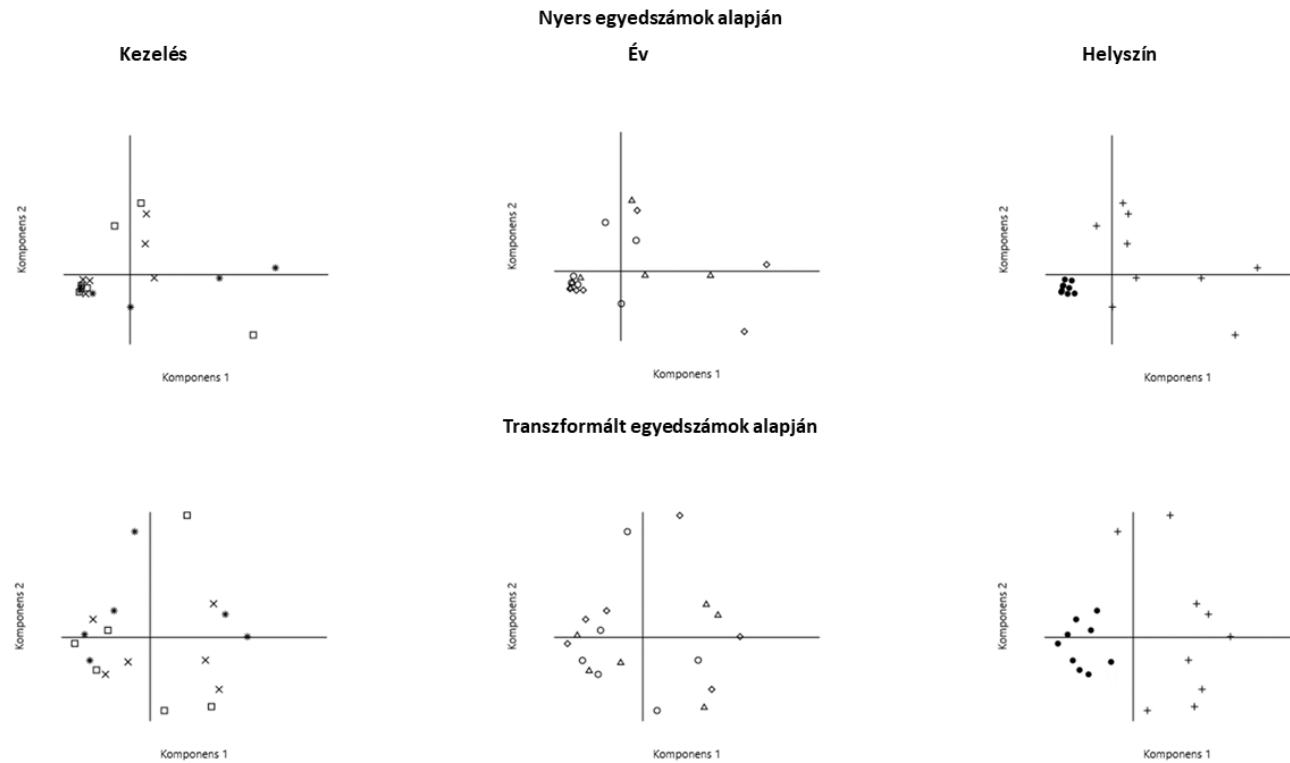 Nyers egyedszámok alapján
Kezelés
Év
Helyszín
Komponens 2
Komponens 2
Komponens 2
Komponens 1
Komponens 1
Komponens 1
Transzformált egyedszámok alapján
Komponens 2
Komponens 2
Komponens 2
Komponens 1
Komponens 1
Komponens 1